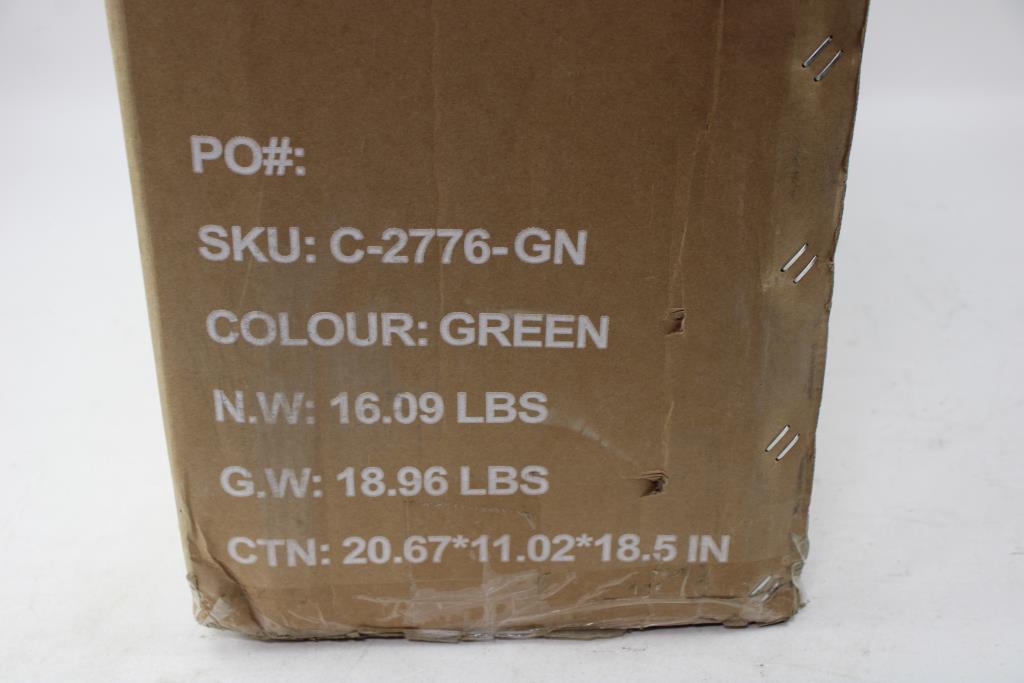 PO#:
SKU: C-2776-GN
COLOUR: GREEN
N.W: 16.09 LBS
G.W: 18.96 LBS
CTN: 20.67*11.02*18.5 IN